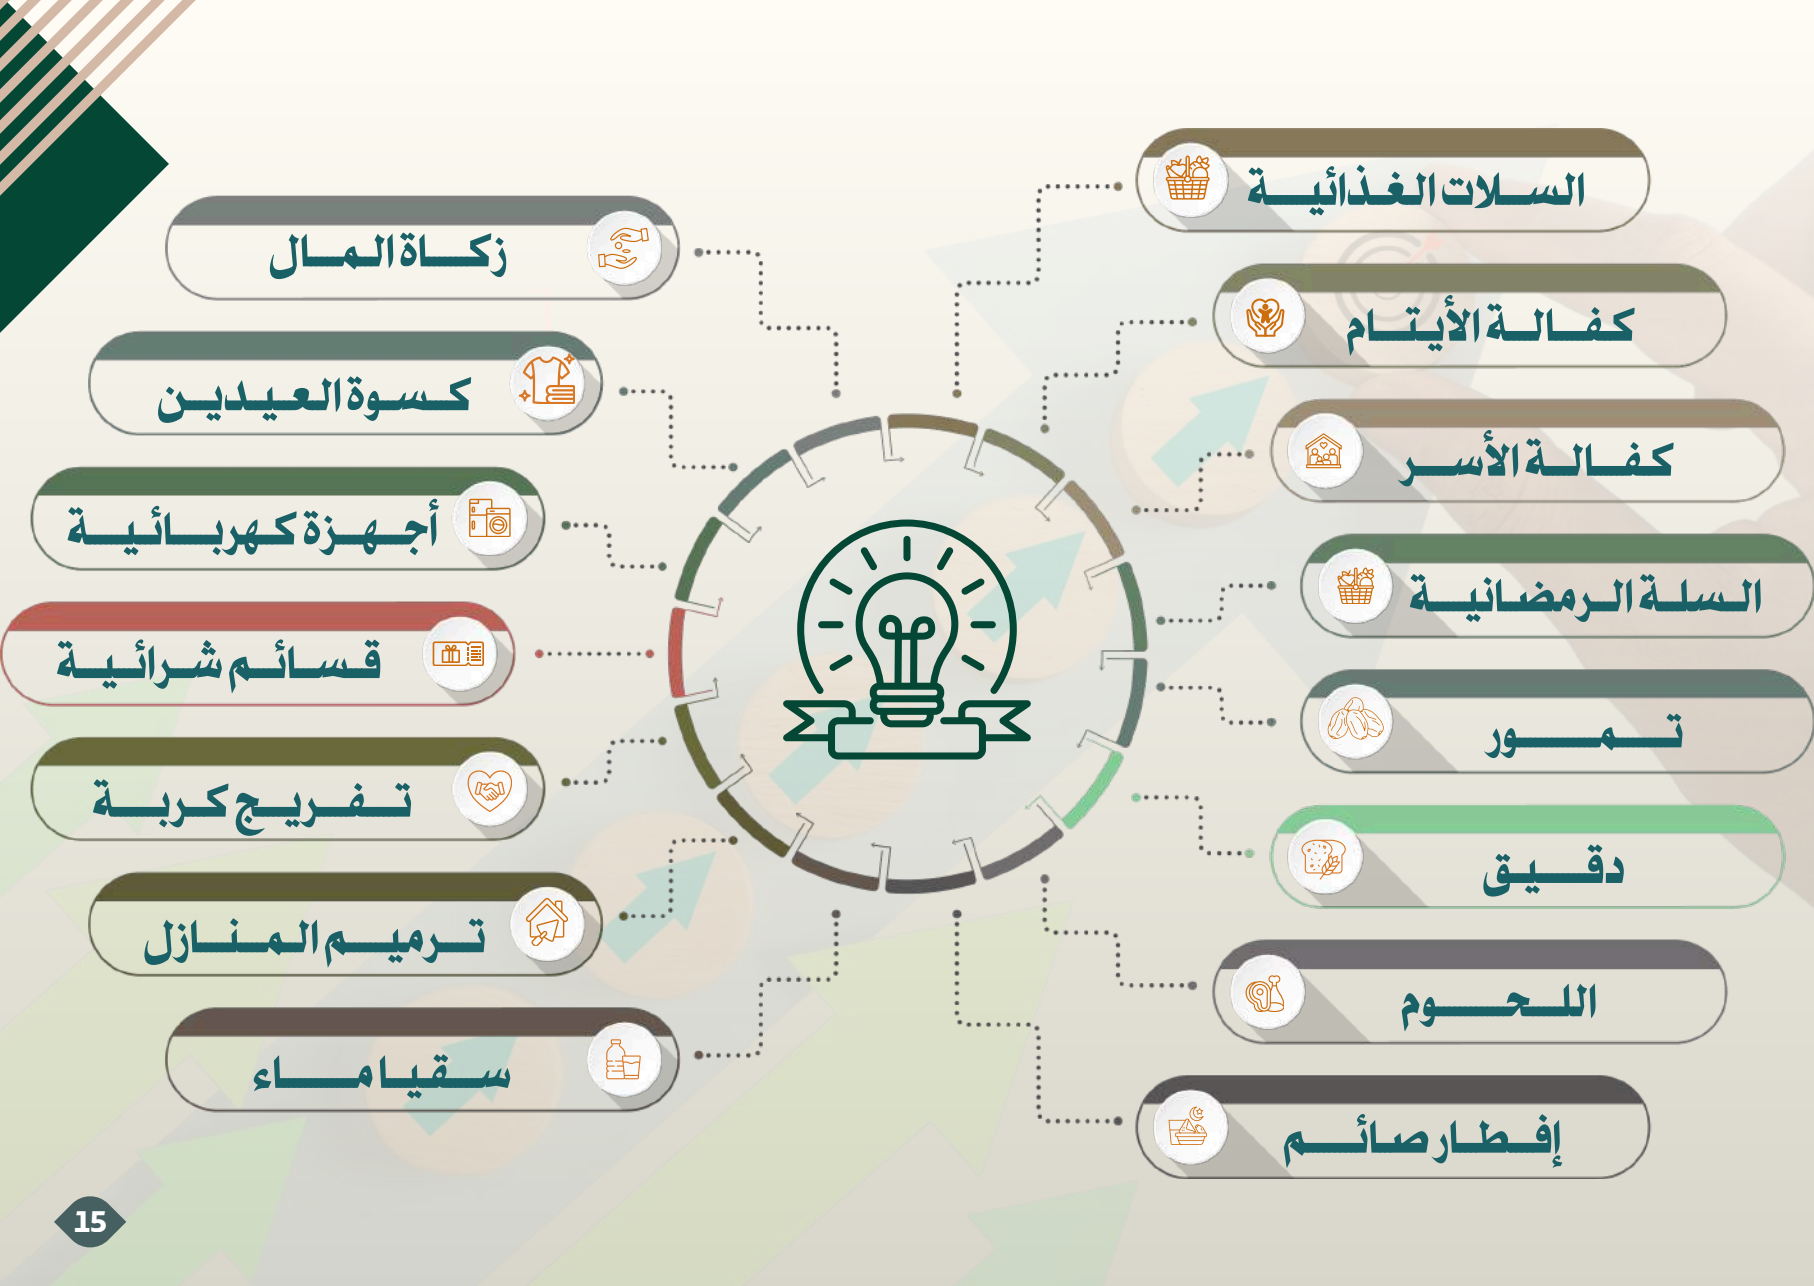 السلات الغذائية
كفالة الأيتام
كفالة الأسر
السلة الرمضانية
تمور
دقيق
اللحوم
إفطار صائم
زكاة المال
كسوة العيدين
أجهزة كهربائية
قسائم شرائية
تفريج كربة
ترميم المنازل
سقيا ماء
15